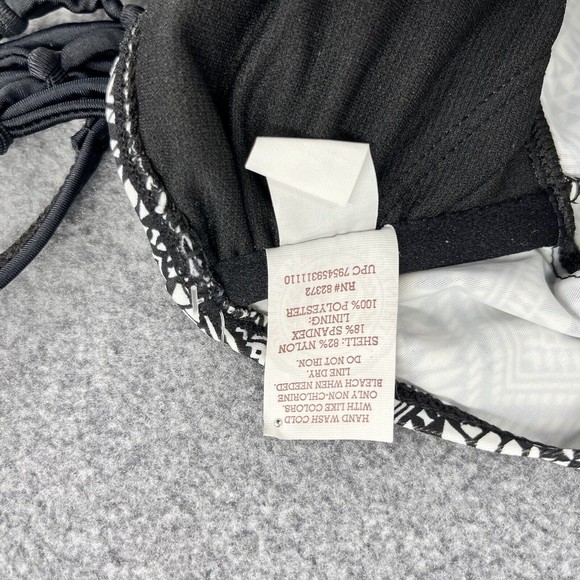 HAND WASH COLD
WITH LIKE COLORS.
ONLY NON-CHLORINE
BLEACH WHEN NEEDED.
LINE DRY.
DO NOT IRON.
SHELL: 82% NYLON
18% SPANDEX
LINING:
100% POLYESTER
RN# 82372
UPC 795459311110